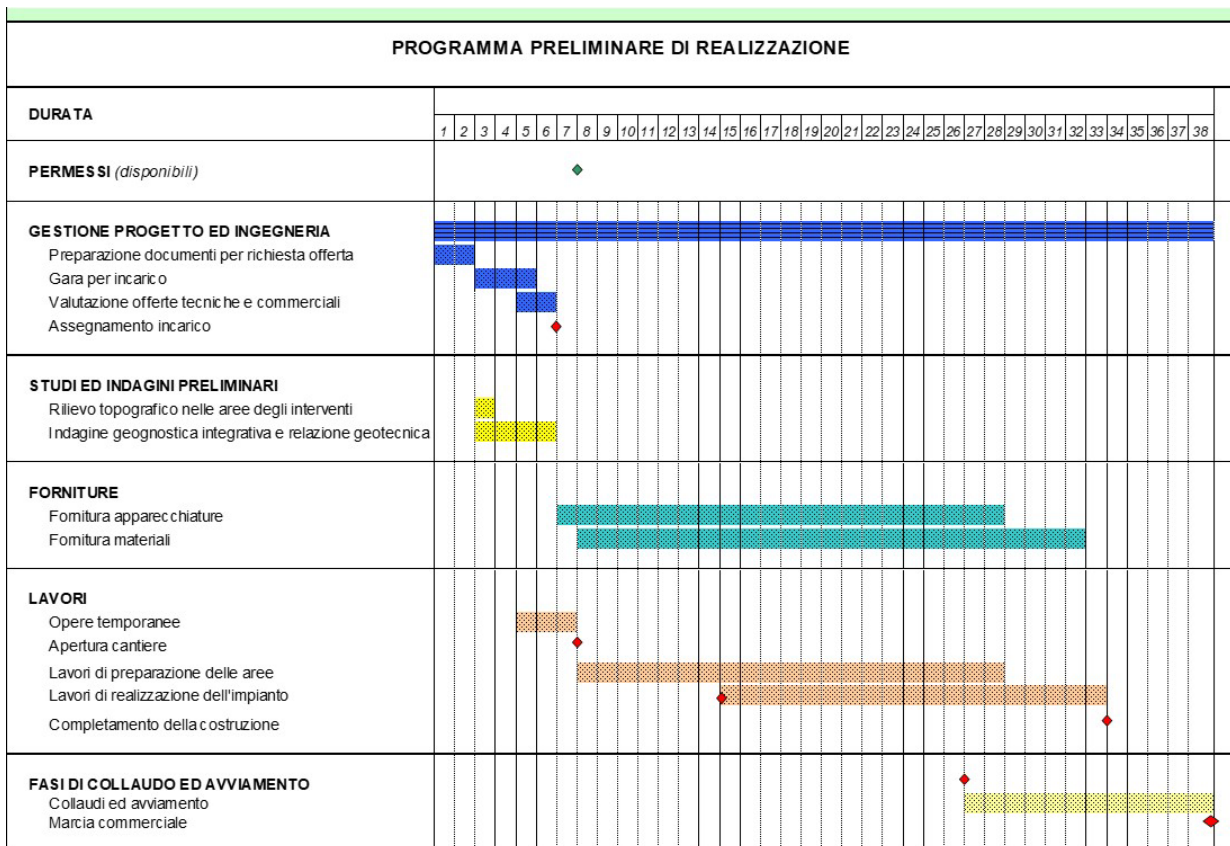 PROGRAMMA PRELIMINARE DI REALIZZAZIONE
DURATA
1 2 3 4 5 6 7 8 9 10 11 12 13 14 15 16 17 18 19 20 21 22 23 24 25 26 27 28 29 30 31 32 33 34 35 36 37 38
PERMESSI (disponibili)
GESTIONE PROGETTO ED INGEGNERIA
Preparazione documenti per richiesta offerta
Gara per incarico
Valutazione offerte tecniche e commerciali
Assegnamento incarico
STUDI ED INDAGINI PRELIMINARI
Rilievo topografico nelle aree degli interventi
Indagine geognostica integrativa e relazione geotecnica
FORNITURE
Fornitura apparecchiature
Fornitura materiali
LAVORI
Opere temporanee
Apertura cantiere
Lavori di preparazione delle aree
Lavori di realizzazione dell'impianto
Completamento della costruzione
FASI DI COLLAUDO ED AVVIAMENTO
Collaudi ed avviamento
Marcia commerciale